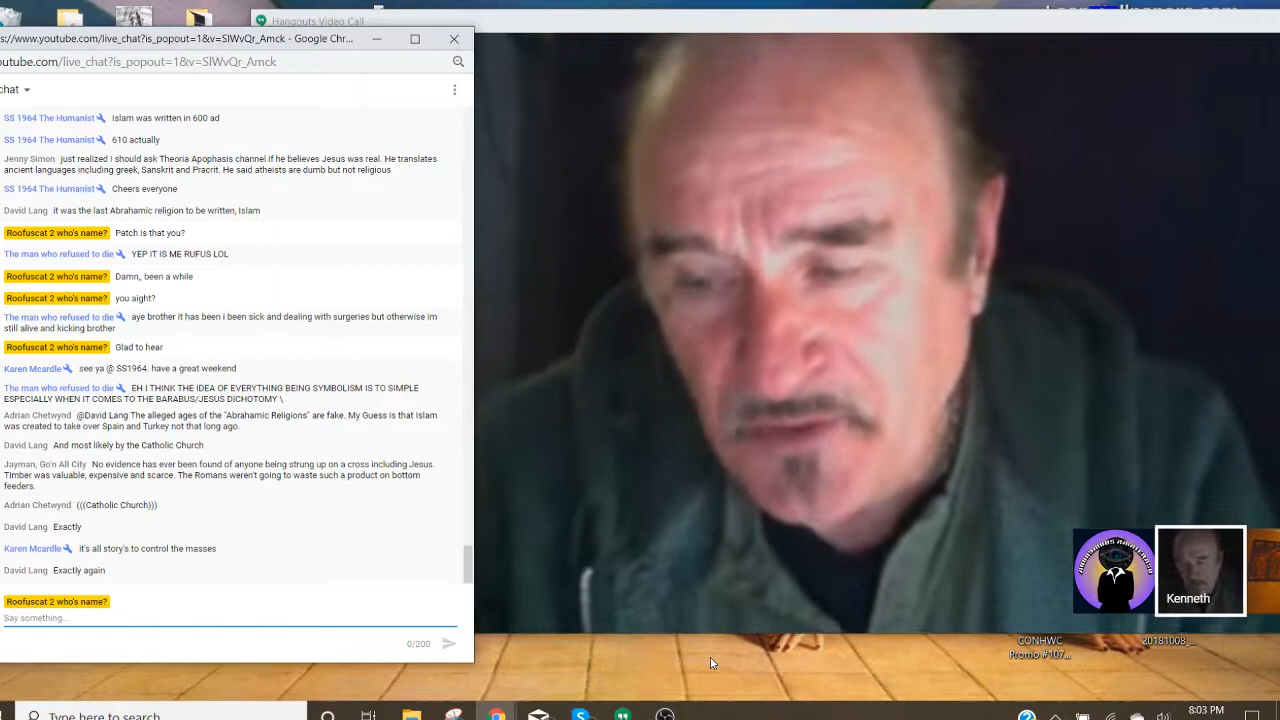 Hangouts Video Call
s://www.youtube.com/live_chat?is_popout=1&v=SlWvQr_Amck - Google Chr...
outube.com/live_chat?is_popout=1&v=SlWvQr_Amck
chat
SS 1964 The Humanist Islam was written in 600 ad
SS 1964 The Humanist 610 actually
Jenny Simon just realized I should ask Theoria Apophasis channel if he believes Jesus was real. He translates
ancient languages including greek, Sanskrit and Pracrit. He said atheists are dumb but not religious
SS 1964 The Humanist Cheers everyone
David Lang it was the last Abrahamic religion to be written, Islam
Roofuscat 2 who's name? Patch is that you?
The man who refused to die YEP IT IS ME RUFUS LOL
Roofuscat 2 who's name? Damn,, been a while
Roofuscat 2 who's name? you aight?
The man who refused to die aye brother it has been i been sick and dealing with surgeries but otherwise im
still alive and kicking brother
Roofuscat 2 who's name? Glad to hear
Karen Mcardle see ya @ SS1964. have a great weekend
The man who refused to die EH I THINK THE IDEA OF EVERYTHING BEING SYMBOLISM IS TO SIMPLE
ESPECIALLY WHEN IT COMES TO THE BARABUS/JESUS DICHOTOMY \
Adrian Chetwynd @David Lang The alleged ages of the "Abrahamic Religions" are fake. My Guess is that Islam
was created to take over Spain and Turkey not that long ago.
David Lang And most likely by the Catholic Church
Jayman, Go'n All City No evidence has ever been found of anyone being strung up on a cross including Jesus.
Timber was valuable, expensive and scarce. The Romans weren't going to waste such a product on bottom
feeders.
Adrian Chetwynd (((Catholic Church)))
David Lang Exactly
Karen Mcardle it's all story's to control the masses
David Lang Exactly again
Roofuscat 2 who's name?
Say something...
0/200
Kenneth
CONHWC
Promo #107...
20181008_...
Type here to search
8:03 PM